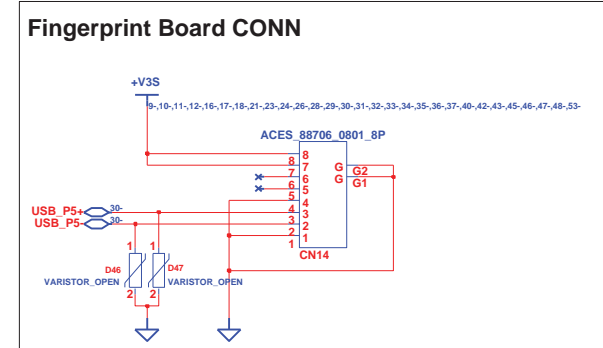 Fingerprint Board CONN
+V3S
9-,10-,11-,12-,16-,17-,18-,21-,23-,24-,26-,28-,29-,30-,31-,32-,33-,34-,35-,36-,37-,40-,42-,43-,45-,46-,47-,48-,53-
ACES_88706_0801_8P
8 8
7 7 G G2
6 6 G G1
5 5
4 4
USB_P5+ 30- 3 3
USB_P5- 30- 2 2
1 1
CN14
1 1
D46 D47
VARISTOR_OPEN VARISTOR_OPEN
2 2